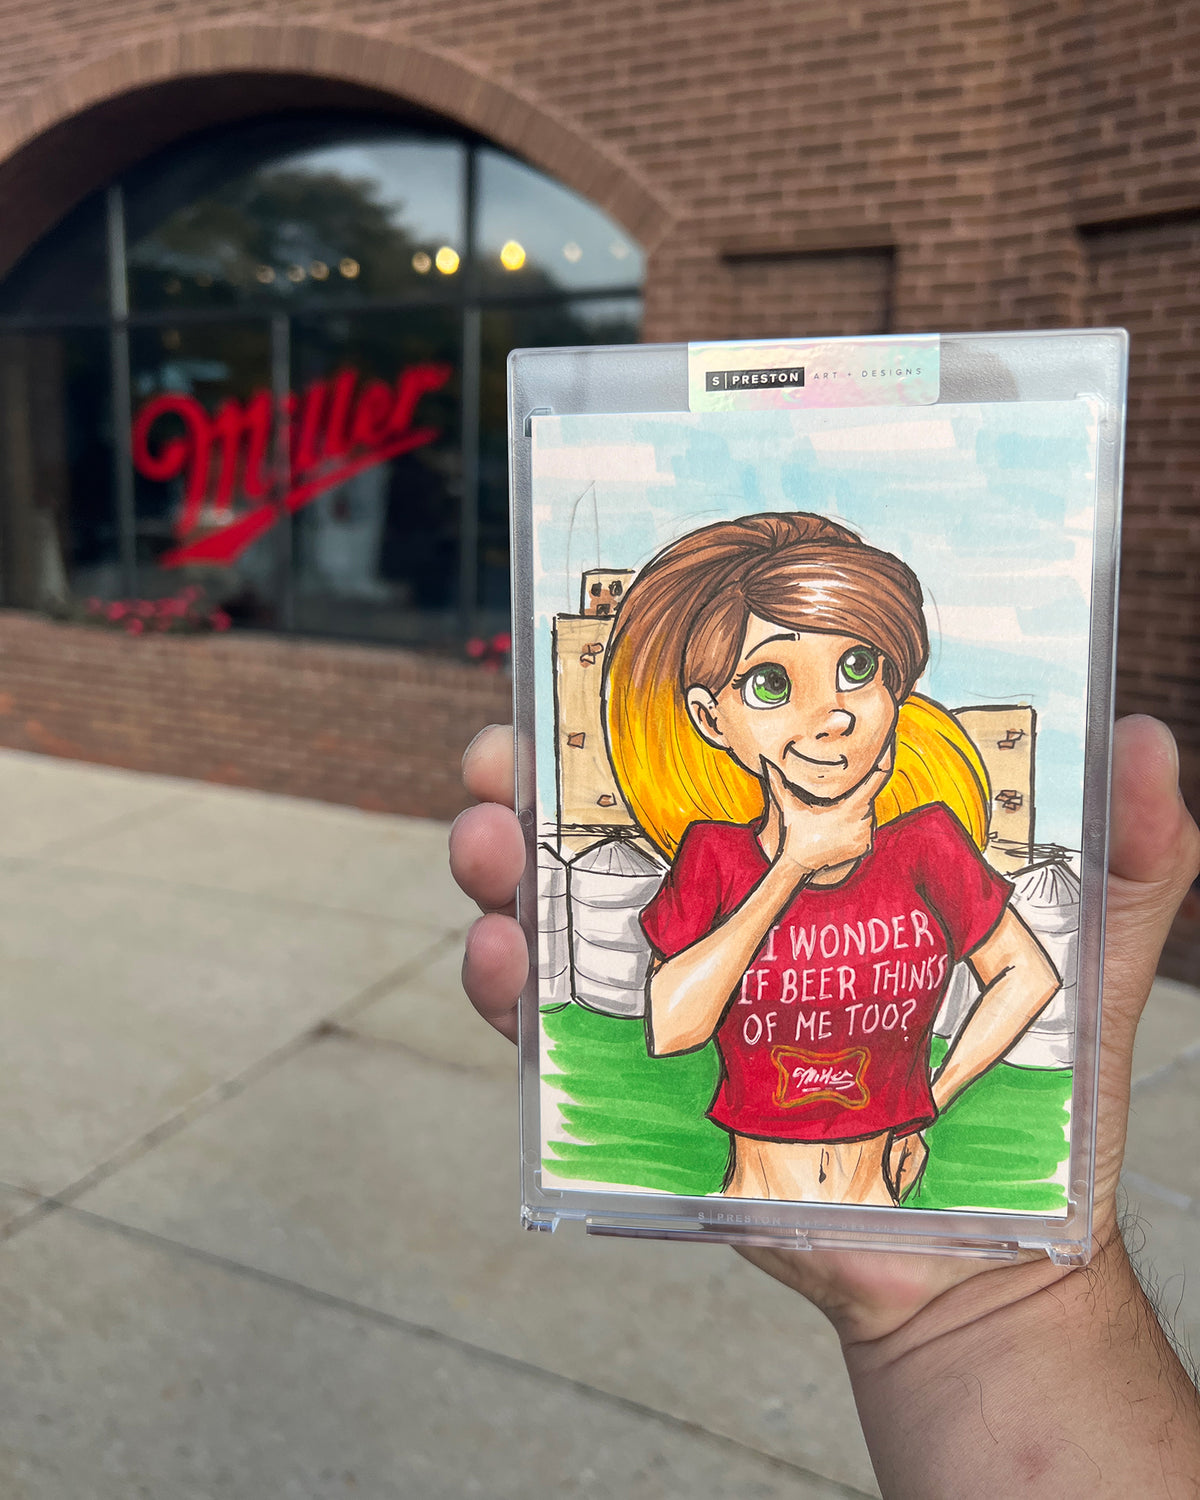 Miller
S | PRESTON ART + DESIGNS
I WONDER
IF BEER THINKS
OF ME TOO?
Miller
S | PRESTON ART + DESIGNS